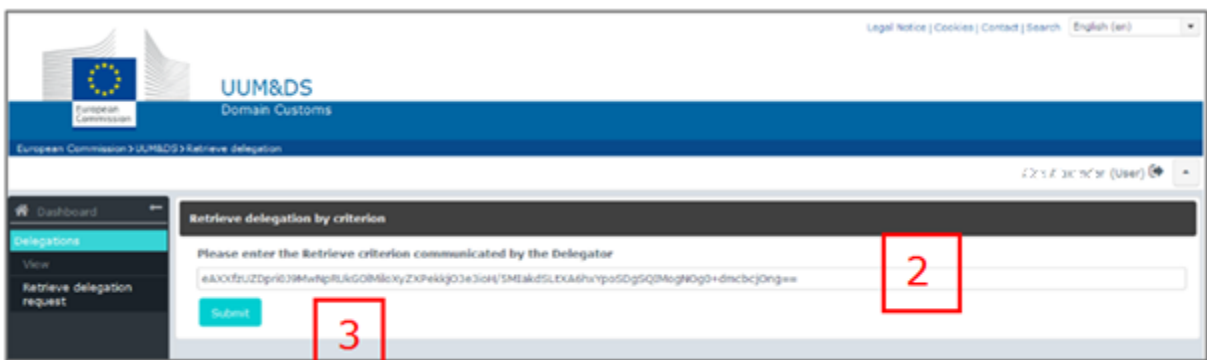 Legal Notice | Cookies | Contact | Search English (en)
UUM&DS
Domain Customs
European
Commission
European Commission > UUM&DS > Retrieve delegation
(User)
Dashboard
Delegations
View
Retrieve delegation
request
Retrieve delegation by criterion
Please enter the Retrieve criterion communicated by the Delegator
2
Submit
3